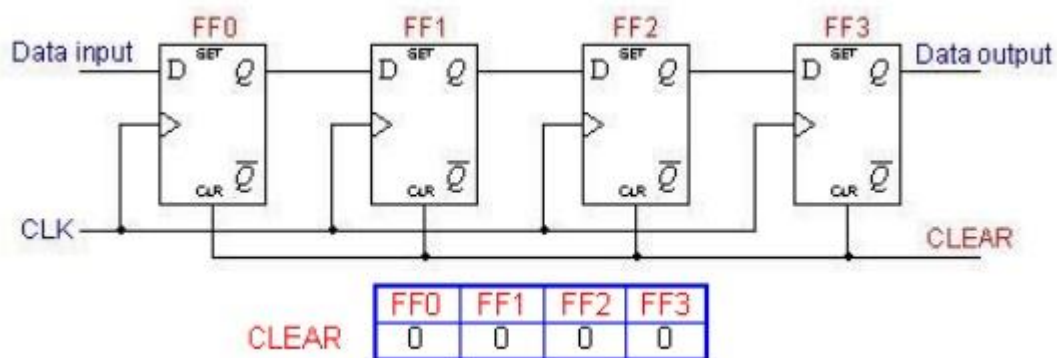 FF0 FF1 FF2 FF3
Data input D SET Q D SET Q D SET Q D SET Q Data output
CLR Q̅ CLR Q̅ CLR Q̅ CLR Q̅
CLK
CLEAR
FF0 FF1 FF2 FF3
CLEAR 0 0 0 0